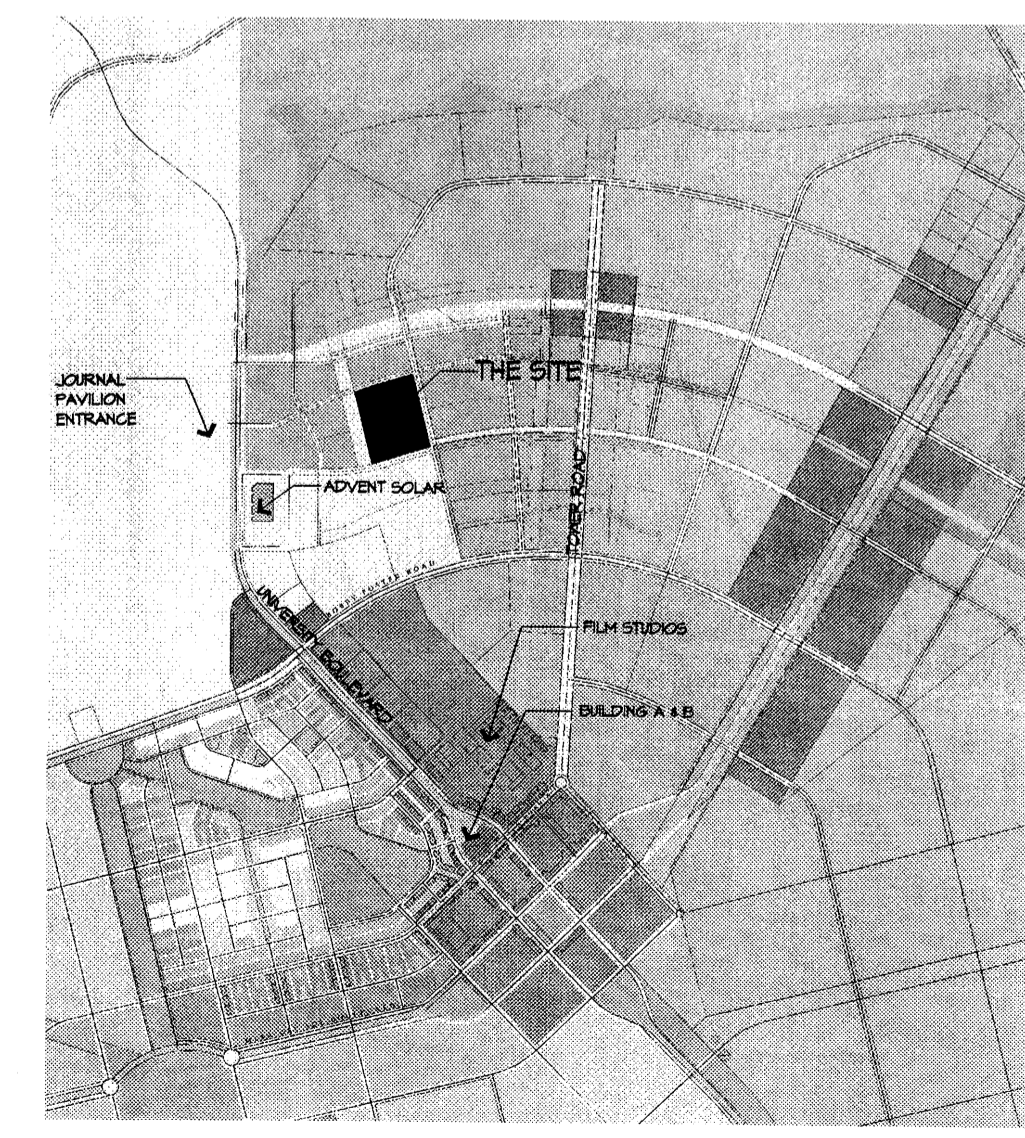 THE SITE
JOURNAL
PAVILION
ENTRANCE
ADVENT SOLAR
TOWER ROAD
UNIVERSITY BOULEVARD
FILM STUDIOS
BUILDING A & B